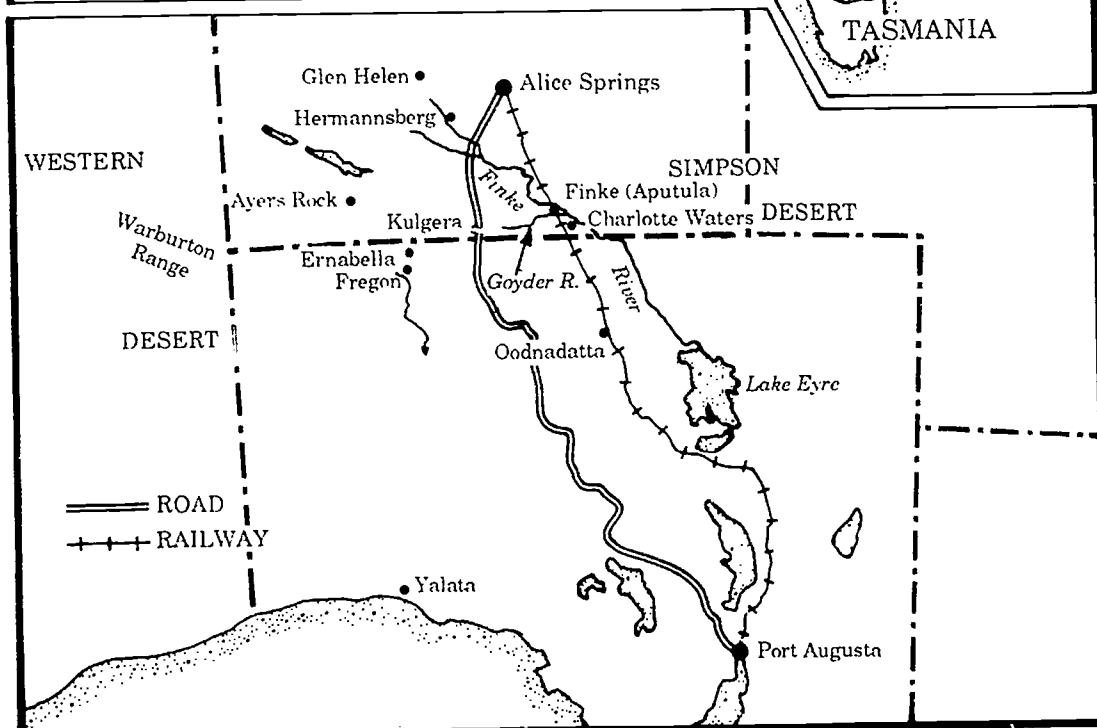 TASMANIA
Glen Helen
Alice Springs
Hermannsberg
WESTERN
SIMPSON
Finke
Finke (Aputula)
Ayers Rock
Kulgera
Charlotte Waters
DESERT
Warburton
Range
Ernabella
Fregon
Goyder R.
River
DESERT
Oodnadatta
Lake Eyre
ROAD
RAILWAY
Yalata
Port Augusta